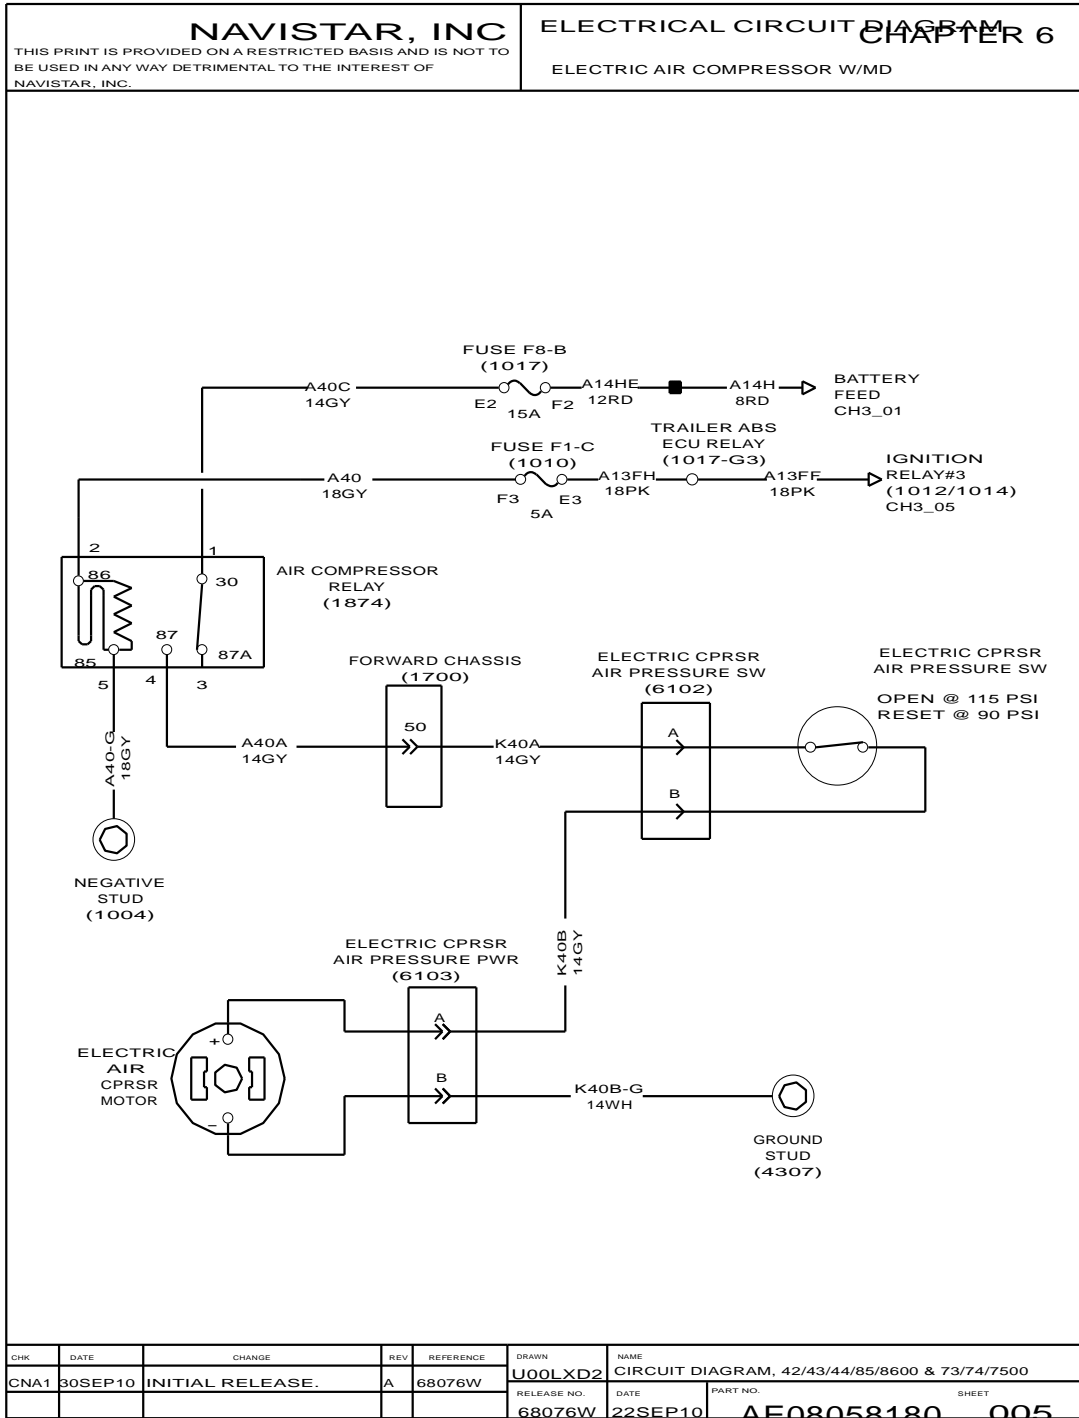 NAVISTAR, INC
THIS PRINT IS PROVIDED ON A RESTRICTED BASIS AND IS NOT TO
BE USED IN ANY WAY DETRIMENTAL TO THE INTEREST OF
NAVISTAR, INC.
ELECTRICAL CIRCUIT DIAGRAM
CHAPTER 6
ELECTRIC AIR COMPRESSOR W/MD
FUSE F8-B
(1017)
A40C
14GY
E2
15A
F2
A14HE
12RD
A14H
8RD
BATTERY
FEED
CH3_01
FUSE F1-C
(1010)
A40
18GY
F3
5A
E3
A13FH
18PK
TRAILER ABS
ECU RELAY
(1017-G3)
A13FF
18PK
IGNITION
RELAY#3
(1012/1014)
CH3_05
2
1
86
30
87
87A
85
5
4
3
AIR COMPRESSOR
RELAY
(1874)
FORWARD CHASSIS
(1700)
50
A40A
14GY
K40A
14GY
ELECTRIC CPRSR
AIR PRESSURE SW
(6102)
A
B
ELECTRIC CPRSR
AIR PRESSURE SW
OPEN @ 115 PSI
RESET @ 90 PSI
A40-G
18GY
NEGATIVE
STUD
(1004)
K40B
14GY
ELECTRIC CPRSR
AIR PRESSURE PWR
(6103)
A
B
ELECTRIC
AIR
CPRSR
MOTOR
+
–
K40B-G
14WH
GROUND
STUD
(4307)
CHK DATE CHANGE REV REFERENCE
CNA1 30SEP10 INITIAL RELEASE. A 68076W
DRAWN
U00LXD2
NAME
CIRCUIT DIAGRAM, 42/43/44/85/8600 & 73/74/7500
RELEASE NO.
68076W
DATE
22SEP10
PART NO.
AE08058180
SHEET
005